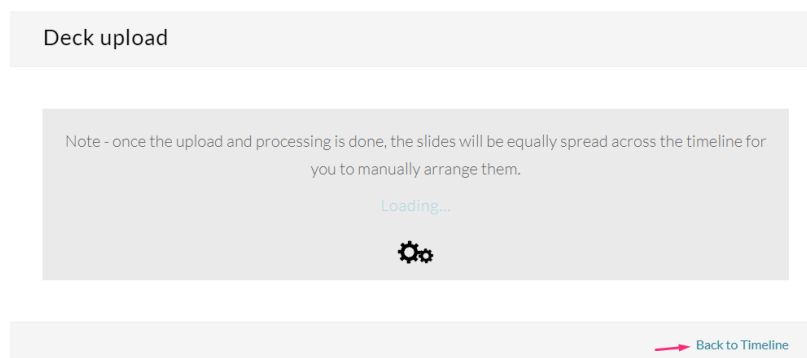 Deck upload
Note - once the upload and processing is done, the slides will be equally spread across the timeline for
you to manually arrange them.
Loading...
Back to Timeline